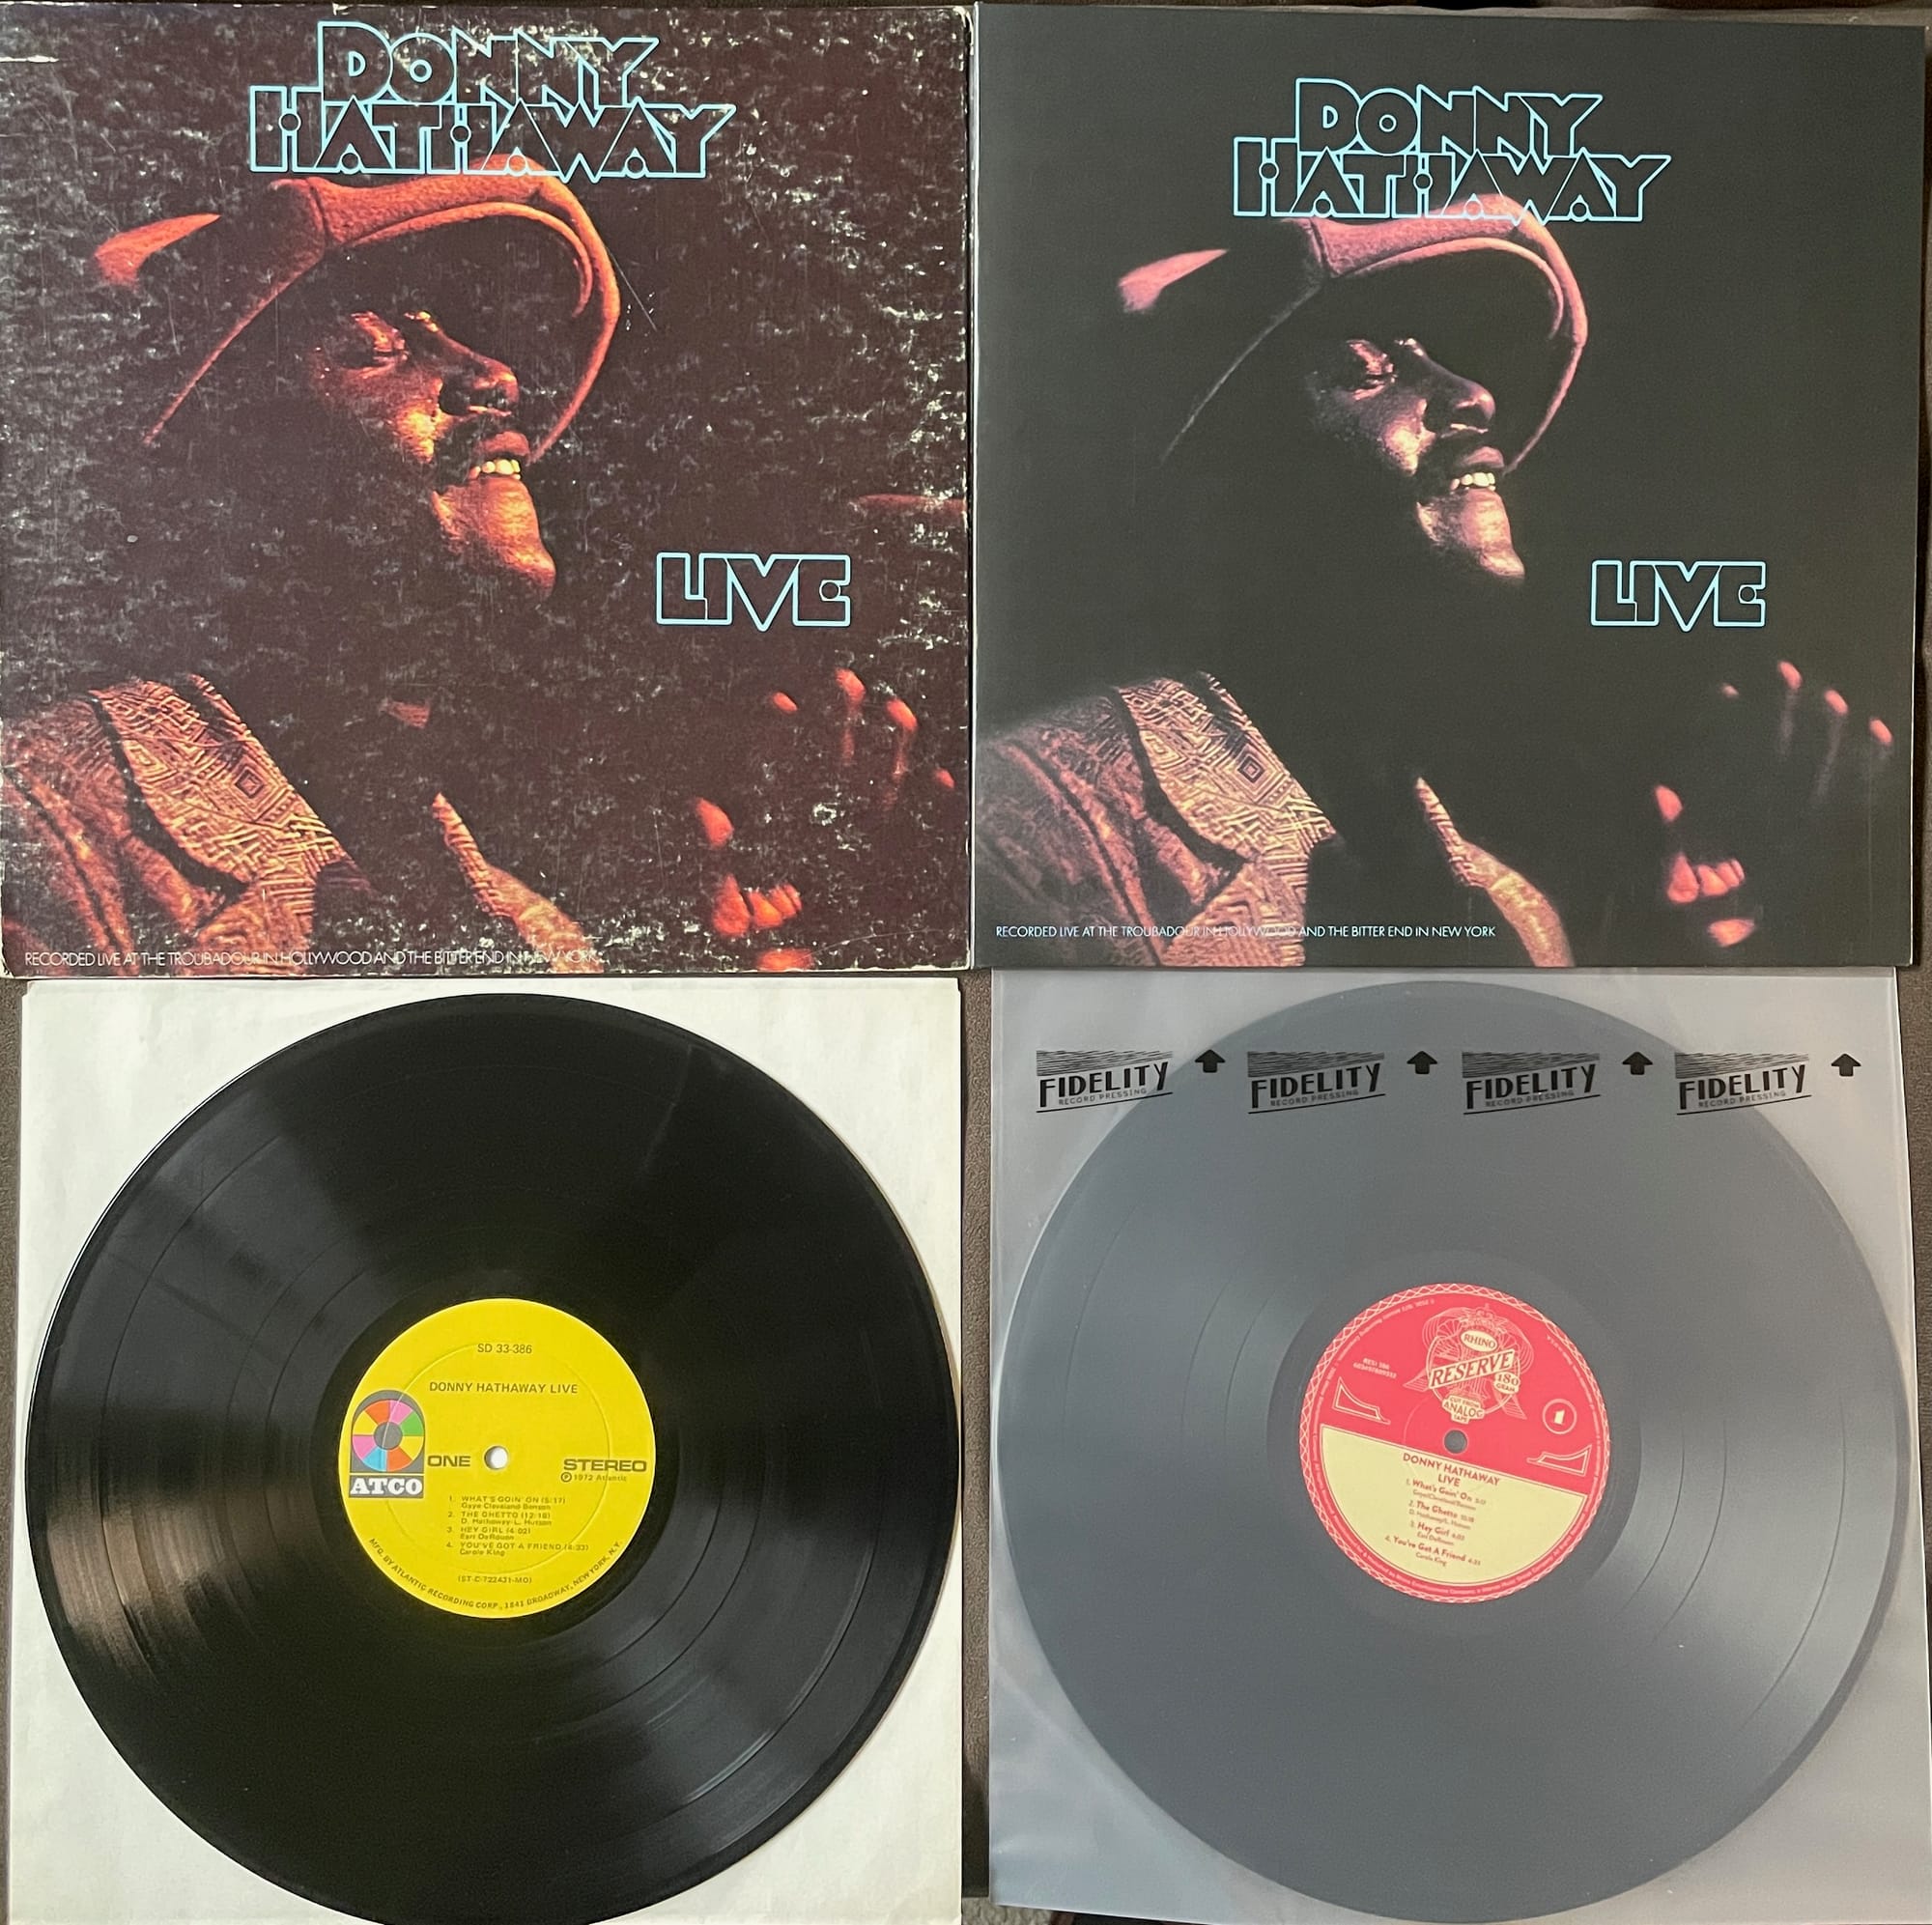 DONNY
HATHAWAY
LIVE
RECORDED LIVE AT THE TROUBADOUR IN HOLLYWOOD AND THE BITTER END IN NEW YORK
DONNY
HATHAWAY
LIVE
RECORDED LIVE AT THE TROUBADOUR IN HOLLYWOOD AND THE BITTER END IN NEW YORK
SD 33-386
DONNY HATHAWAY LIVE
ATCO
ONE
STEREO
℗ 1972 Atlantic
1. WHAT'S GOIN' ON (5:17)
Gaye-Cleveland-Benson
2. THE GHETTO (12:18)
D. Hathaway-L. Hutson
3. HEY GIRL (4:02)
Earl DeRouen
4. YOU'VE GOT A FRIEND (4:33)
Carole King
(ST-C-722431-MO)
MFG. BY ATLANTIC RECORDING CORP., 1841 BROADWAY, NEW YORK, N.Y.
FIDELITY
RECORD PRESSING
FIDELITY
RECORD PRESSING
FIDELITY
RECORD PRESSING
FIDELITY
RECORD PRESSING
RHINO
RESERVE
180
GRAM
CUT FROM
ANALOG
TAPE
1
DONNY HATHAWAY
LIVE
1. What's Goin' On
2. The Ghetto
D. Hathaway/L. Hutson
3. Hey Girl
Earl DeRouen
4. You've Got A Friend
Carole King